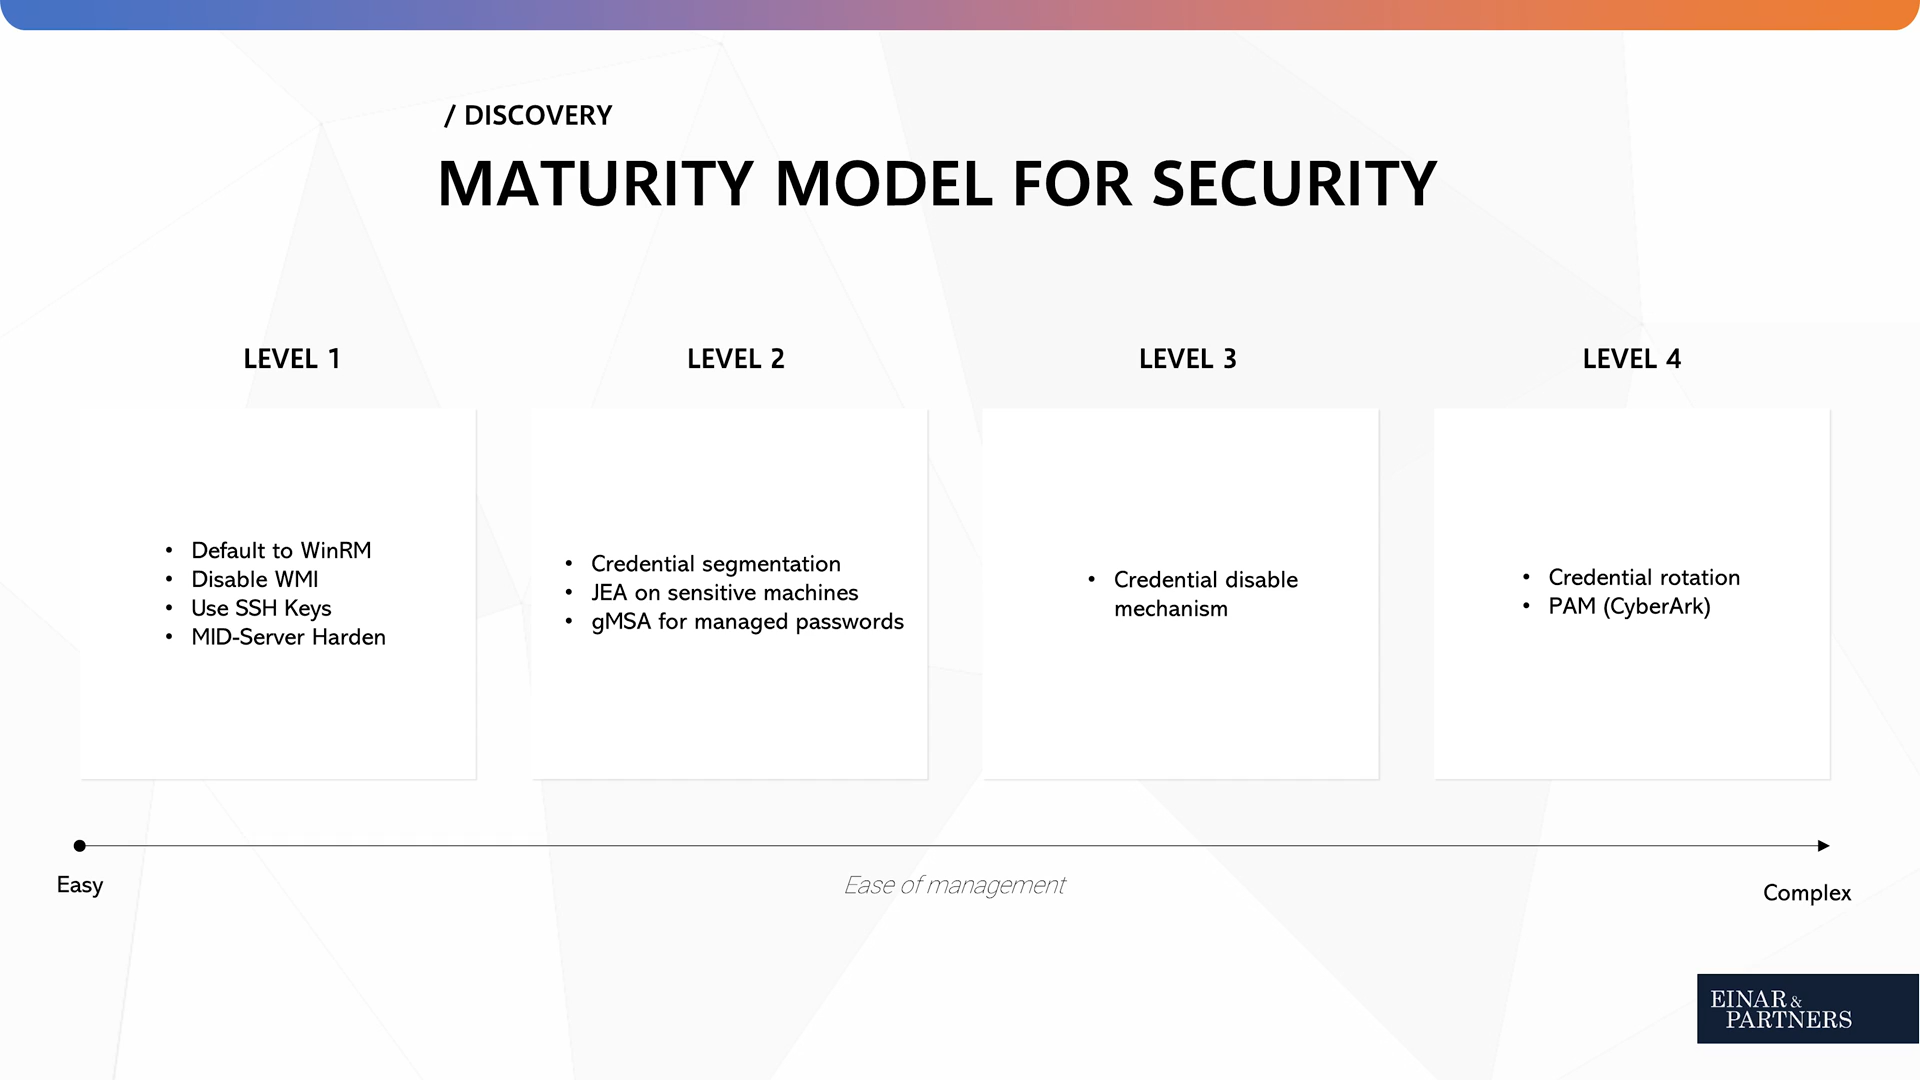 / DISCOVERY
MATURITY MODEL FOR SECURITY
LEVEL 1
• Default to WinRM
• Disable WMI
• Use SSH Keys
• MID-Server Harden
LEVEL 2
• Credential segmentation
• JEA on sensitive machines
• gMSA for managed passwords
LEVEL 3
• Credential disable
mechanism
LEVEL 4
• Credential rotation
• PAM (CyberArk)
Easy
Ease of management
Complex
EINAR &
PARTNERS